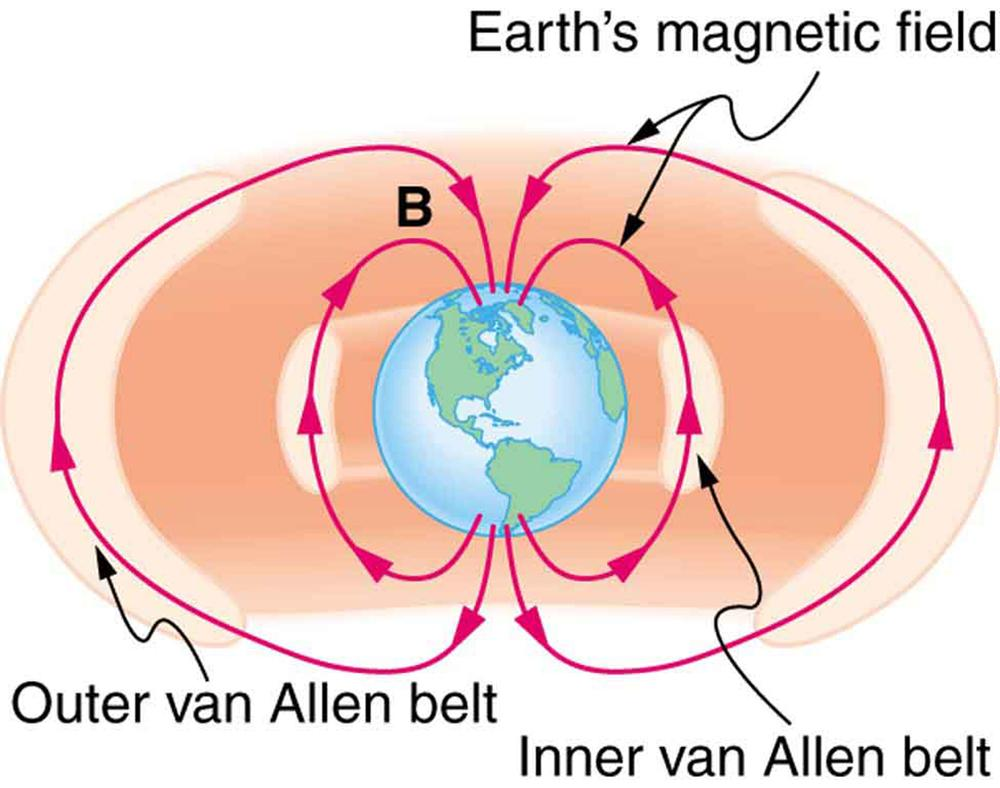 Earth’s magnetic field
B
Outer van Allen belt
Inner van Allen belt